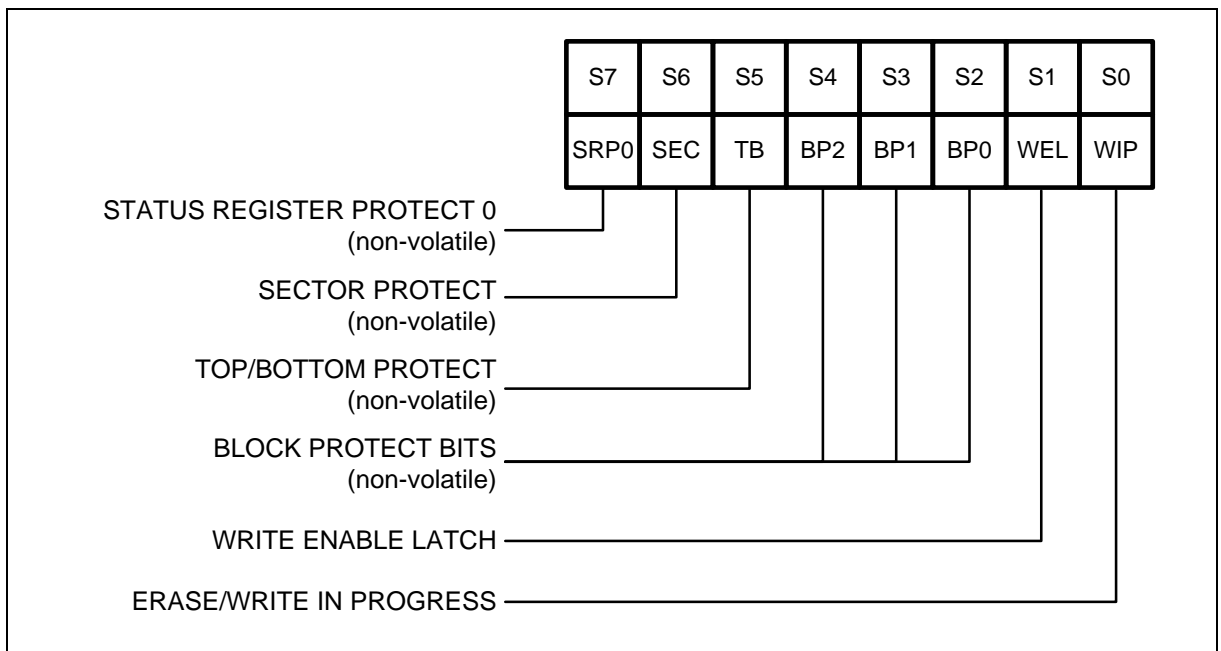 S7 S6 S5 S4 S3 S2 S1 S0
SRP0 SEC TB BP2 BP1 BP0 WEL WIP
STATUS REGISTER PROTECT 0
(non-volatile)
SECTOR PROTECT
(non-volatile)
TOP/BOTTOM PROTECT
(non-volatile)
BLOCK PROTECT BITS
(non-volatile)
WRITE ENABLE LATCH
ERASE/WRITE IN PROGRESS